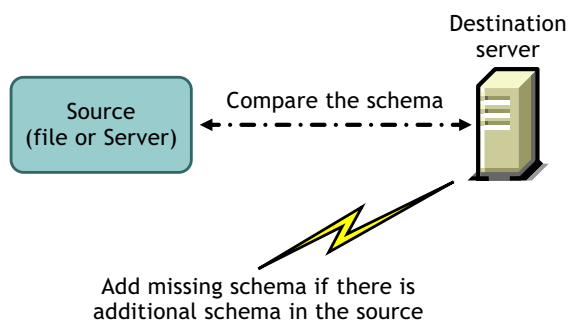 Destination
server
Source
(file or Server)
Compare the schema
Add missing schema if there is
additional schema in the source